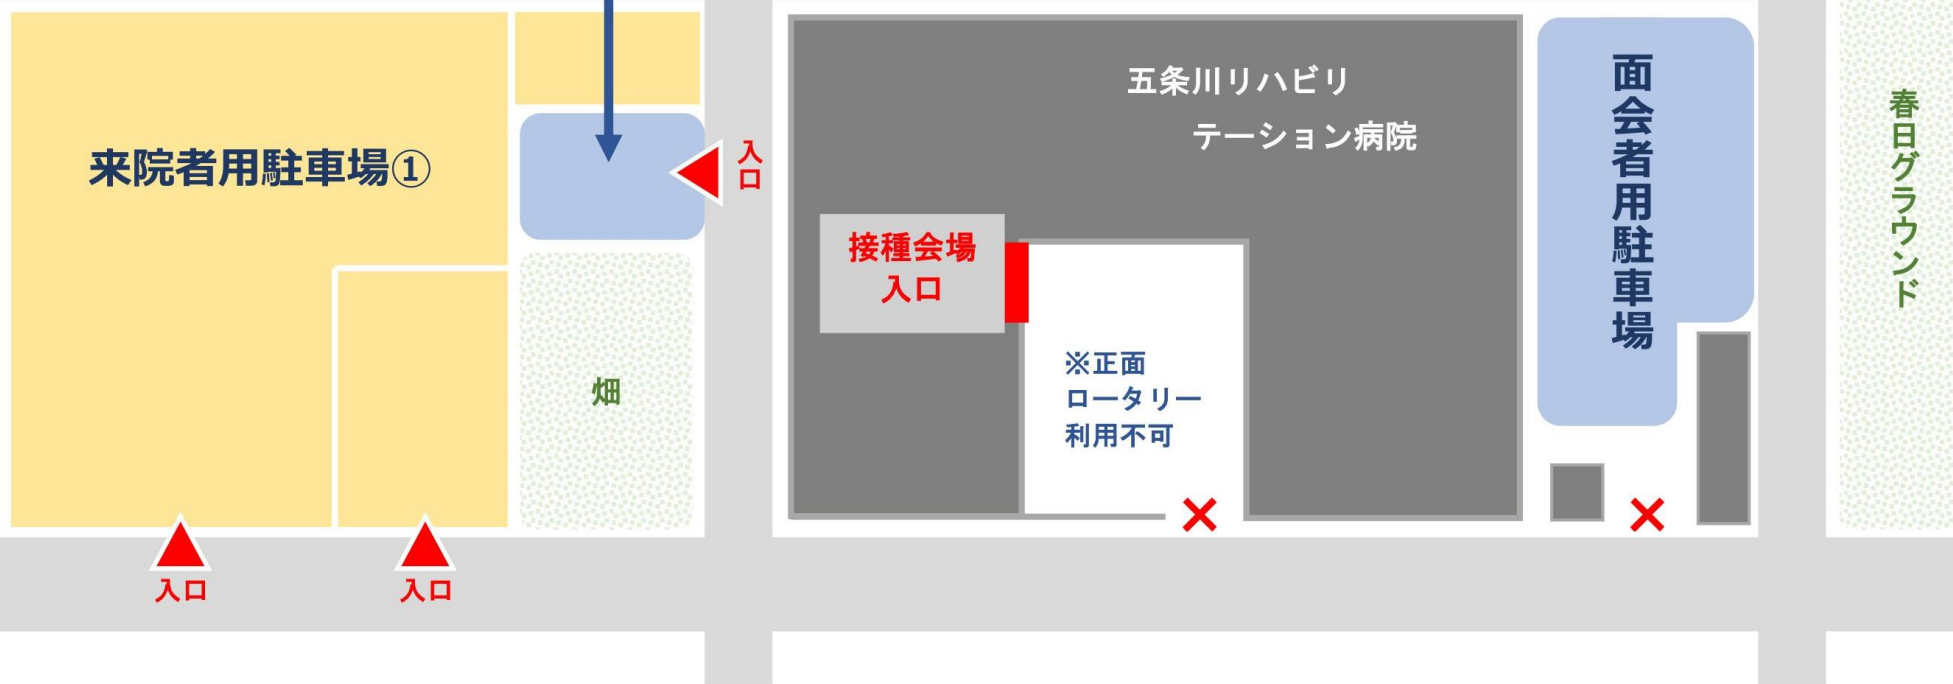 来院者用駐車場①
入口
五条川リハビリ
テーション病院
接種会場
入口
※正面
ロータリー
利用不可
面会者用駐車場
春日グラウンド
畑
入口
入口